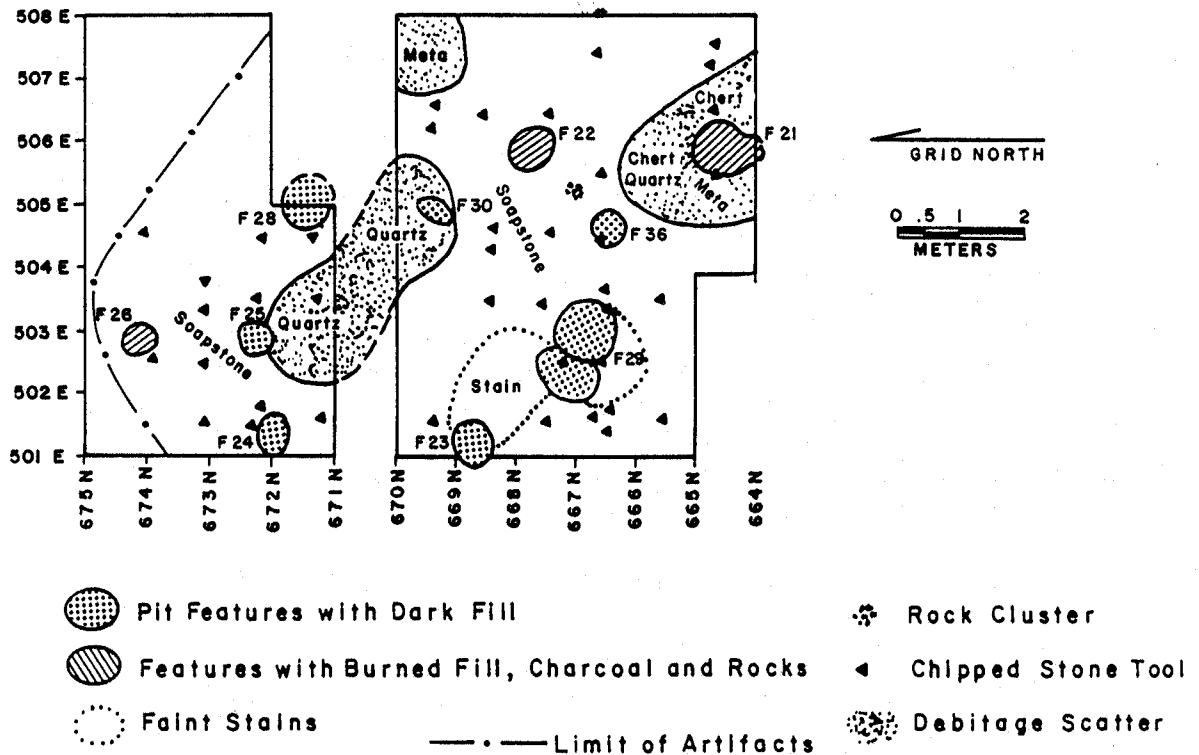 508 E
507 E
506 E
505 E
504 E
503 E
502 E
501 E
Meta
Chert
F 22
F 21
Chert
Quartz
Meta
F 28
F 30
Quartz
Soapstone
F 36
F 26
Soapstone
F 25
Quartz
F 29
Stain
F 24
F 23
675 N
674 N
673 N
672 N
671 N
670 N
669 N
668 N
667 N
666 N
665 N
664 N
GRID NORTH
0 .5 1 2
METERS
Pit Features with Dark Fill
Features with Burned Fill, Charcoal and Rocks
Faint Stains
Limit of Artifacts
Rock Cluster
Chipped Stone Tool
Debitage Scatter